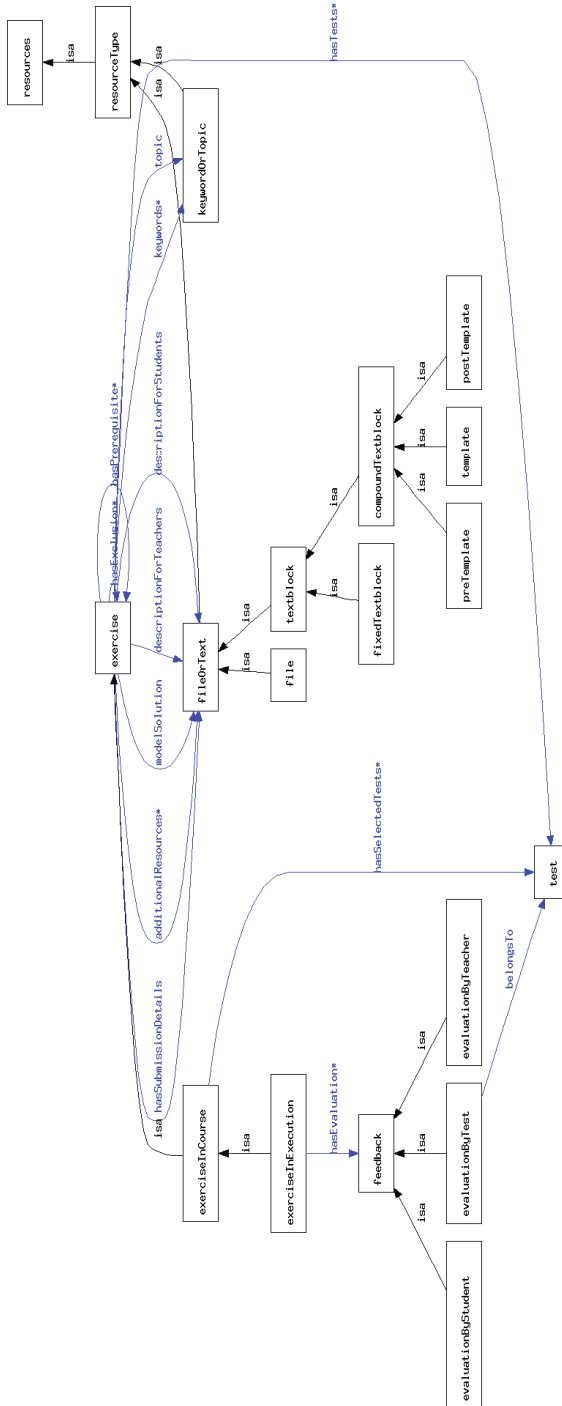 resources
isa
resourceType
isa
isa
hasTests*
keywordOrTopic
topic
keywords*
hasExclusion*
hasPrerequisite*
descriptionForStudents
exercise
descriptionForTeachers
modelSolution
additionalResources*
hasSubmissionDetails
isa
fileOrText
isa
isa
textblock
file
isa
isa
compoundTextblock
fixedTextblock
isa
isa
isa
postTemplate
template
preTemplate
hasSelectedTests*
exerciseInCourse
isa
exerciseInExecution
hasEvaluation*
feedback
isa
isa
isa
evaluationByTeacher
evaluationByTest
evaluationByStudent
belongsTo
test